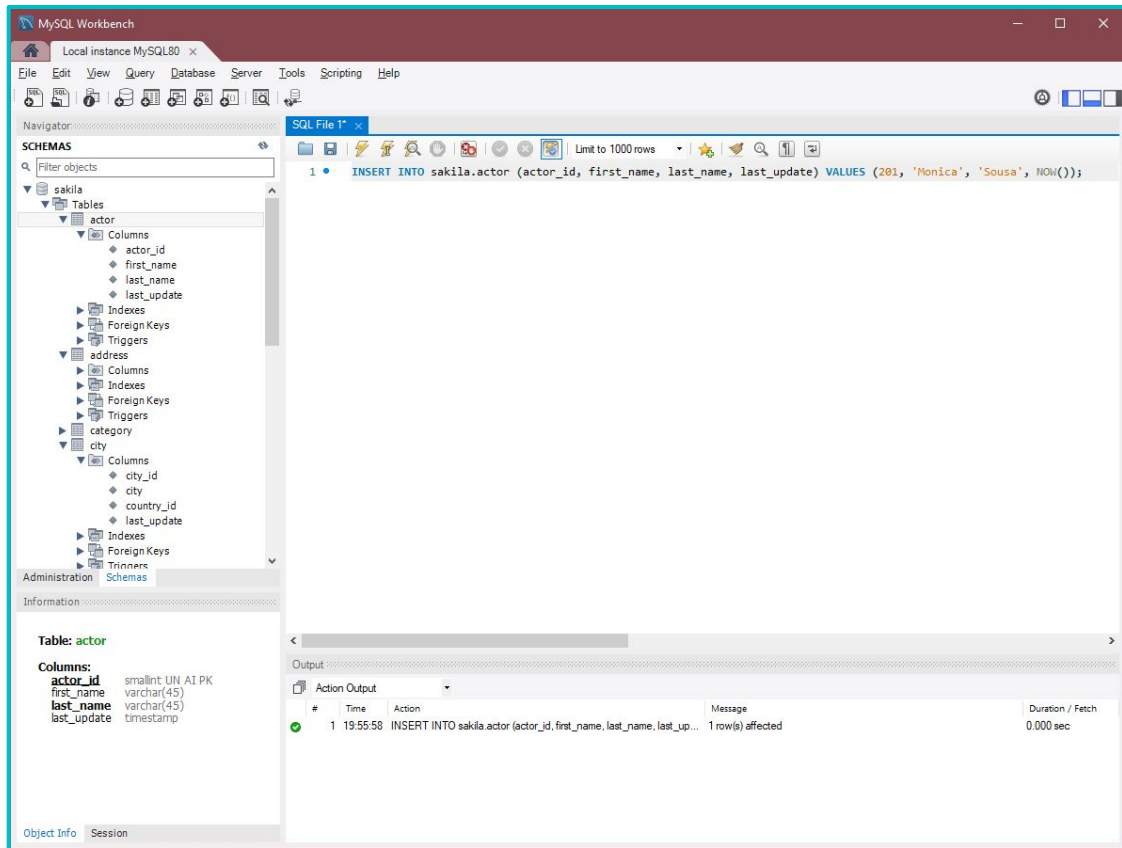 MySQL Workbench
Local instance MySQL80
File Edit View Query Database Server Tools Scripting Help
Navigator
SCHEMAS
Filter objects
sakila
Tables
actor
Columns
actor_id
first_name
last_name
last_update
Indexes
Foreign Keys
Triggers
address
Columns
Indexes
Foreign Keys
Triggers
category
city
Columns
city_id
city
country_id
last_update
Indexes
Foreign Keys
Triggers
Administration Schemas
Information
Table: actor
Columns:
actor_id smallint UN AI PK
first_name varchar(45)
last_name varchar(45)
last_update timestamp
Object Info Session
SQL File 1*
Limit to 1000 rows
1 INSERT INTO sakila.actor (actor_id, first_name, last_name, last_update) VALUES (201, 'Monica', 'Sousa', NOW());
Output
Action Output
# Time Action Message Duration / Fetch
1 19:55:58 INSERT INTO sakila.actor (actor_id, first_name, last_name, last_up... 1 row(s) affected 0.000 sec